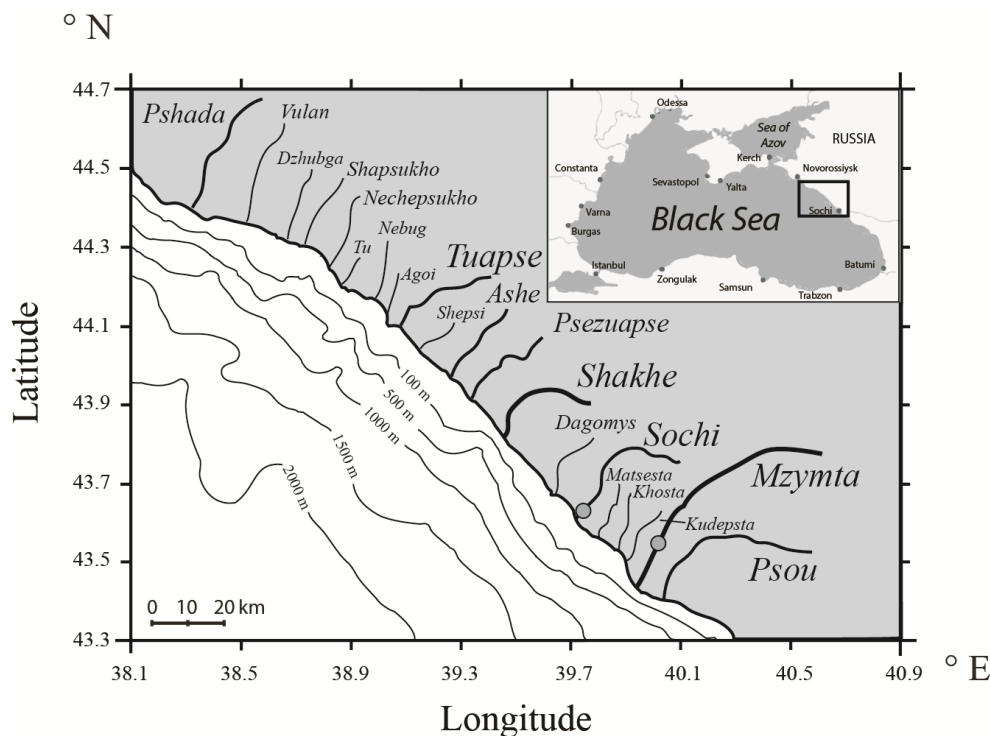 ° N
44.7
44.5
44.3
44.1
43.9
43.7
43.5
43.3
Latitude
38.1
38.5
38.9
39.3
39.7
40.1
40.5
40.9
° E
Longitude
Pshada
Vulan
Dzhubga
Shapsukho
Nechepsukho
Nebug
Tu
Agoi
Tuapse
Shepsi
Ashe
Psezuapse
Shakhe
Dagomys
Sochi
Matsesta
Khosta
Kudepsta
Mzymta
Psou
100 m
500 m
1000 m
1500 m
2000 m
0 10 20 km
Odessa
Sea of
Azov
RUSSIA
Kerch
Novorossiysk
Constanta
Sevastopol
Yalta
Sochi
Varna
Black Sea
Burgas
Istanbul
Zongulak
Samsun
Batumi
Trabzon